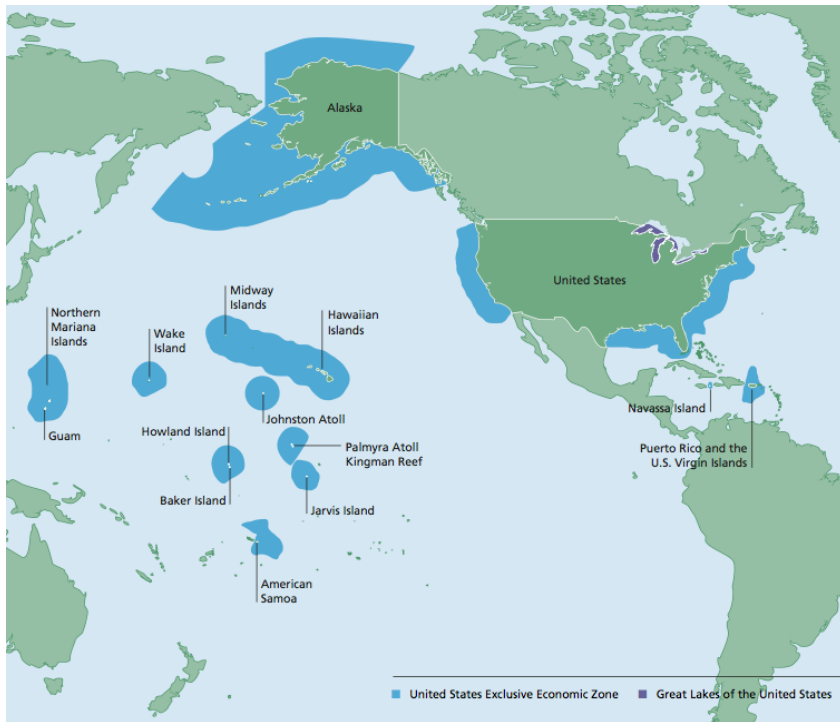 Alaska
United States
Northern
Mariana
Islands
Wake
Island
Midway
Islands
Hawaiian
Islands
Guam
Johnston Atoll
Howland Island
Palmyra Atoll
Kingman Reef
Baker Island
Jarvis Island
American
Samoa
Navassa Island
Puerto Rico and the
U.S. Virgin Islands
United States Exclusive Economic Zone
Great Lakes of the United States